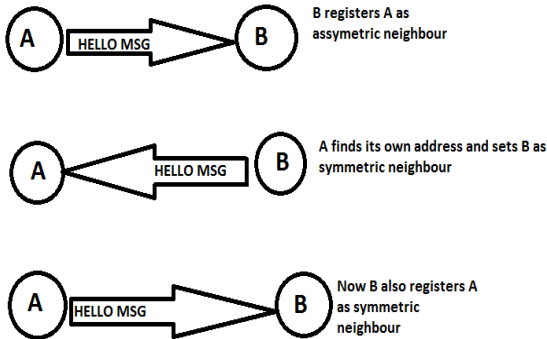 A
HELLO MSG
B
B registers A as
assymetric neighbour
A
HELLO MSG
B
A finds its own address and sets B as
symmetric neighbour
A
HELLO MSG
B
Now B also registers A
as symmetric
neighbour